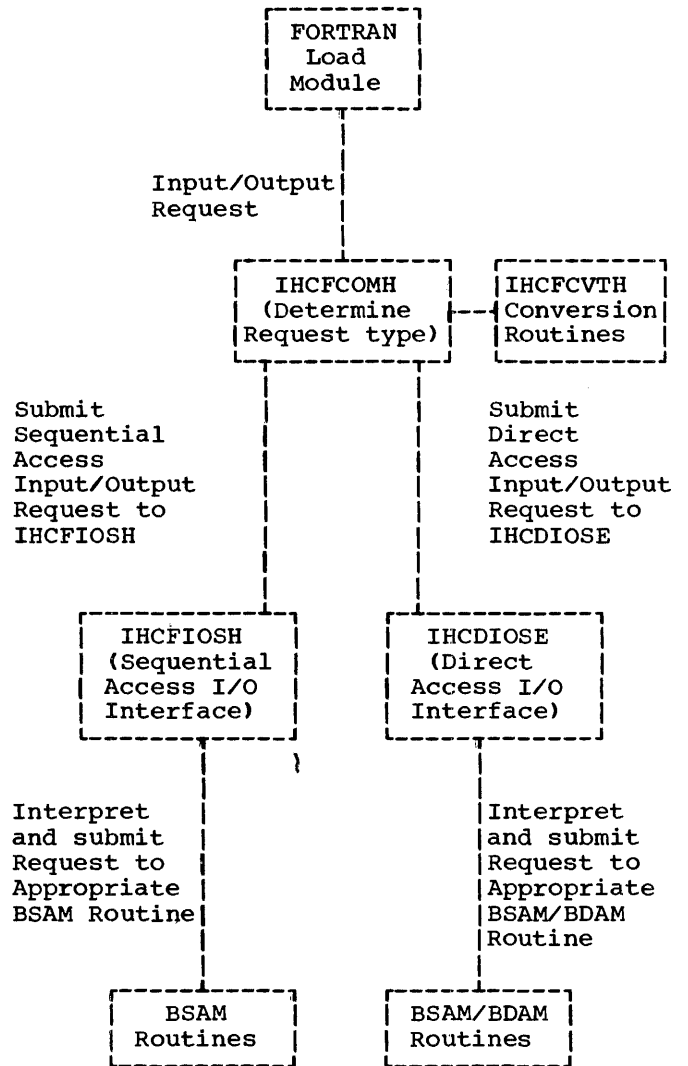 FORTRAN
Load
Module
Input/Output
Request
IHCFCOMH
(Determine
Request type)
IHCFCVTH
Conversion
Routines
Submit
Sequential
Access
Input/Output
Request to
IHCFIOSH
Submit
Direct
Access
Input/Output
Request to
IHCDIOSE
IHCFIOSH
(Sequential
Access I/O
Interface)
IHCDIOSE
(Direct
Access I/O
Interface)
Interpret
and submit
Request to
Appropriate
BSAM Routine
Interpret
and submit
Request to
Appropriate
BSAM/BDAM
Routine
BSAM
Routines
BSAM/BDAM
Routines